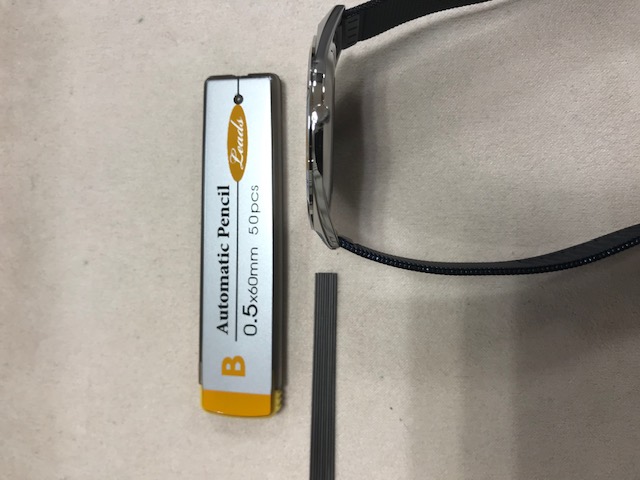 B
Automatic Pencil
Leads
0.5x60mm 50pcs